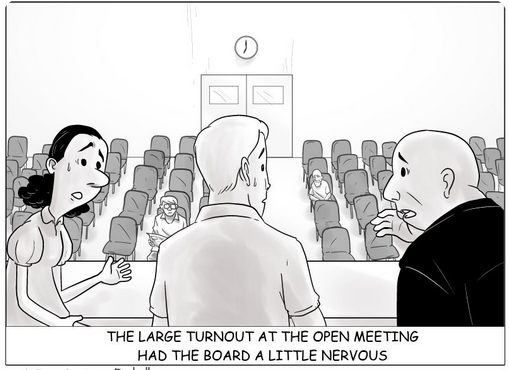 THE LARGE TURNOUT AT THE OPEN MEETING
HAD THE BOARD A LITTLE NERVOUS